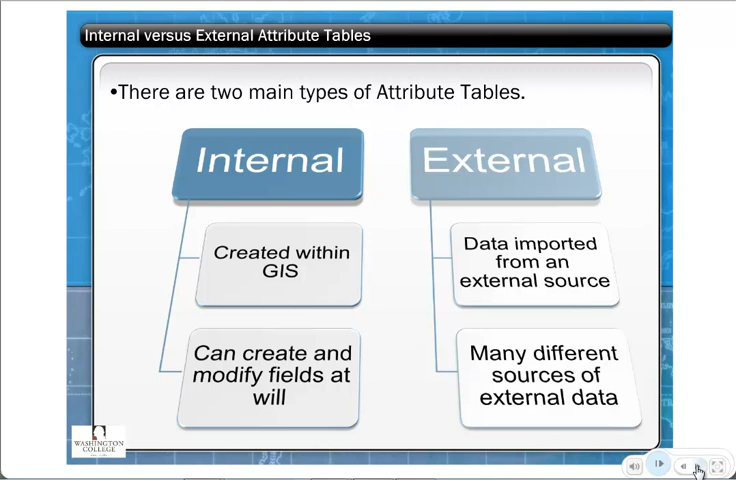 Internal versus External Attribute Tables
•There are two main types of Attribute Tables.
Internal
Created within
GIS
Can create and
modify fields at
will
External
Data imported
from an
external source
Many different
sources of
external data
WASHINGTON
COLLEGE